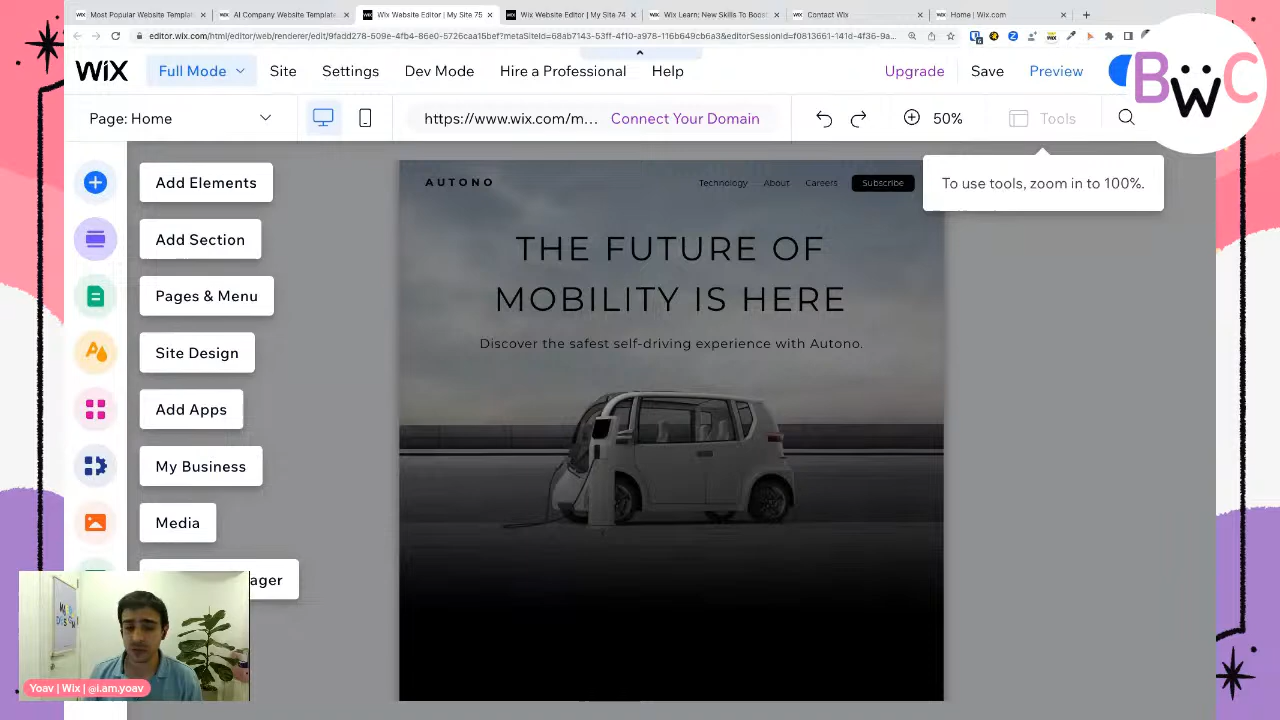 Most Popular Website Templat
AI Company Website Template
Wix Website Editor | My Site 75
Wix Website Editor | My Site 74
Wix Learn: New Skills To Boo
Contact Wix
Home | Wix.com
WiX
Full Mode
Site
Settings
Dev Mode
Hire a Professional
Help
Upgrade
Save
Preview
BWC
Page: Home
https://www.wix.com/m...
Connect Your Domain
50%
Tools
To use tools, zoom in to 100%.
Add Elements
Add Section
Pages & Menu
Site Design
Add Apps
My Business
Media
ager
AUTONO
Technology
About
Careers
Subscribe
THE FUTURE OF
MOBILITY IS HERE
Discover the safest self-driving experience with Autono.
Yoav | Wix | @i.am.yoav